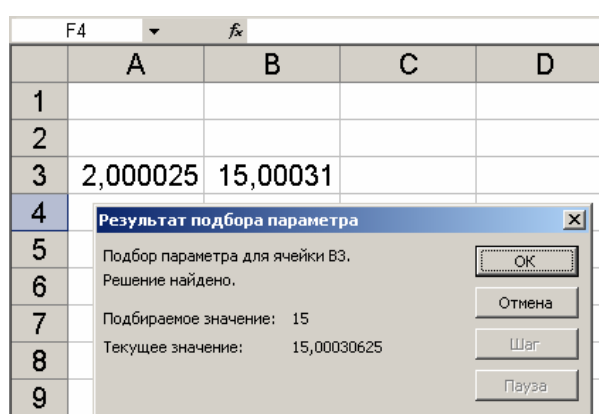 F4 fx
A B C D
1
2
3 2,000025 15,00031
4
Результат подбора параметра
5
Подбор параметра для ячейки B3.
ОК
6
Решение найдено.
Отмена
7
Подбираемое значение: 15
8
Текущее значение: 15,00030625
Шаг
9
Пауза